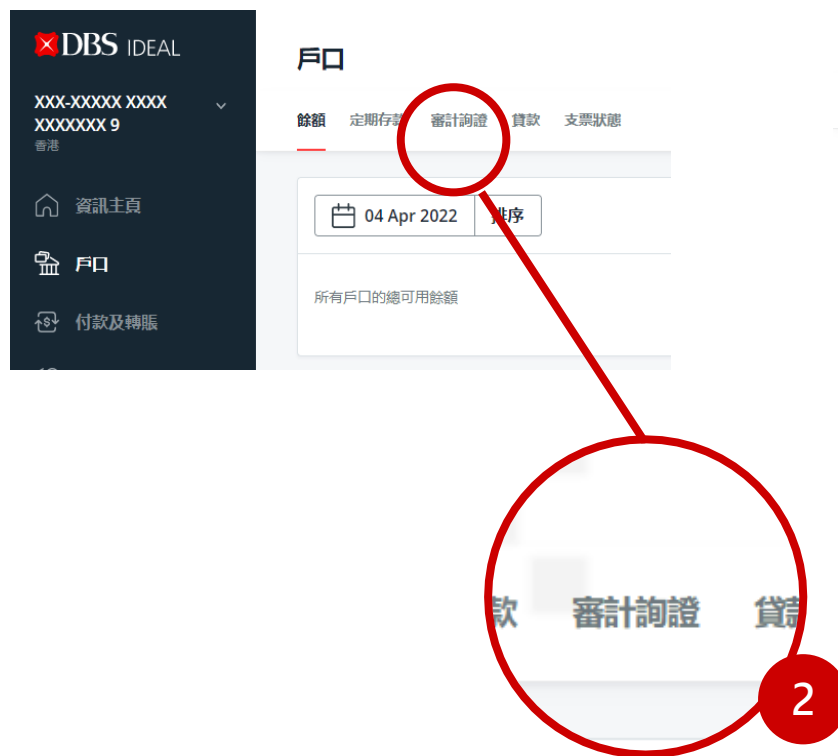 DBS IDEAL
XXX-XXXXX XXXX
XXXXXXX 9
香港
資訊主頁
戶口
付款及轉賬
戶口
餘額 定期存款 審計詢證 貸款 支票狀態
04 Apr 2022 排序
所有戶口的總可用餘額
款 審計詢證 貸款
2